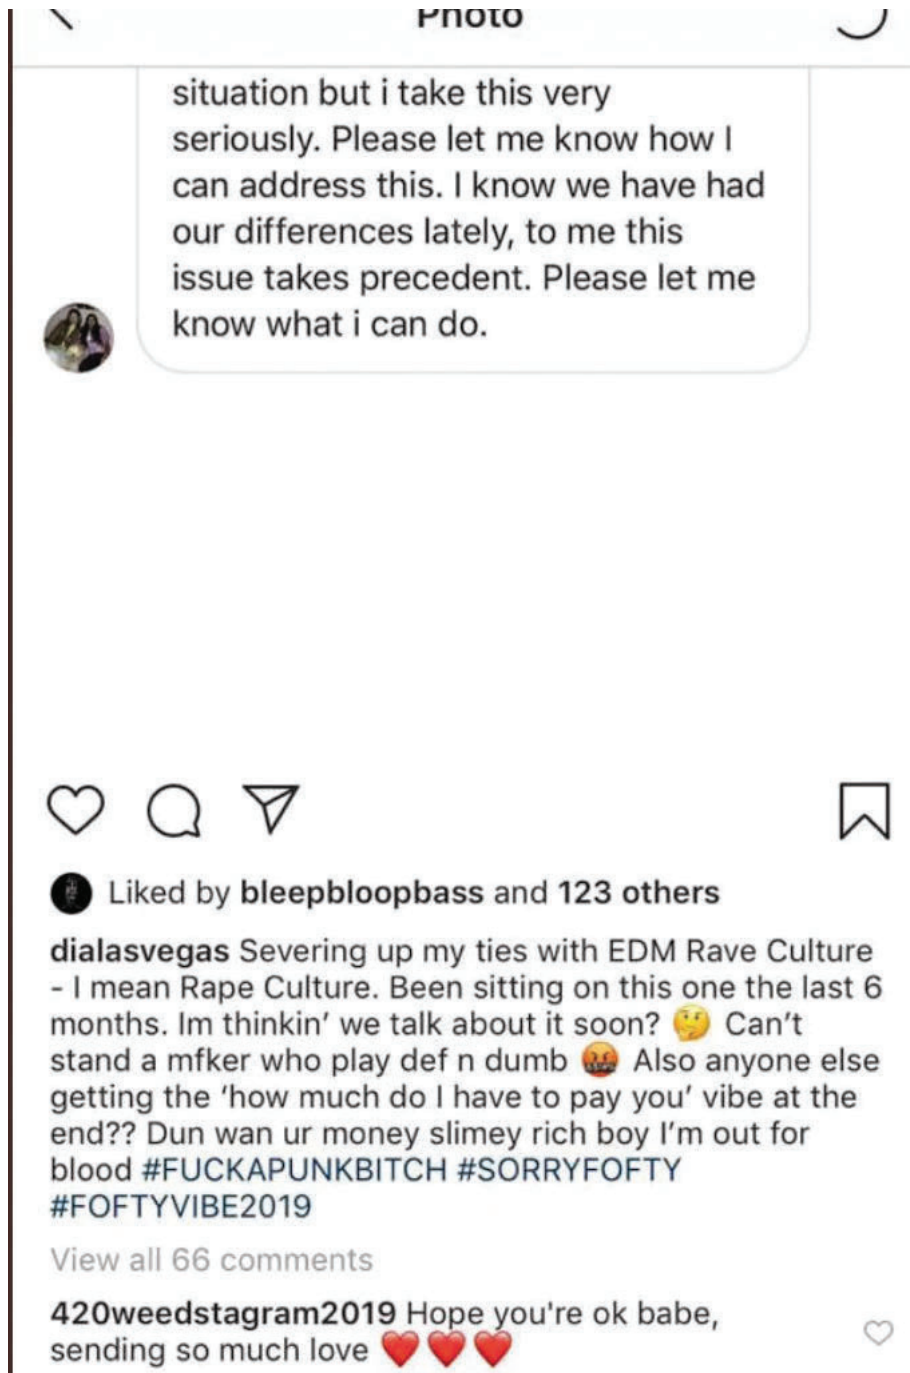 Photo
situation but i take this very
seriously. Please let me know how I
can address this. I know we have had
our differences lately, to me this
issue takes precedent. Please let me
know what i can do.
Liked by bleepbloopbass and 123 others
dialasvegas Severing up my ties with EDM Rave Culture
- I mean Rape Culture. Been sitting on this one the last 6
months. Im thinkin' we talk about it soon? 🤔 Can't
stand a mfker who play def n dumb 🤬 Also anyone else
getting the 'how much do I have to pay you' vibe at the
end?? Dun wan ur money slimey rich boy I'm out for
blood #FUCKAPUNKBITCH #SORRYFOFTY
#FOFTYVIBE2019
View all 66 comments
420weedstagram2019 Hope you're ok babe,
sending so much love ❤️❤️❤️